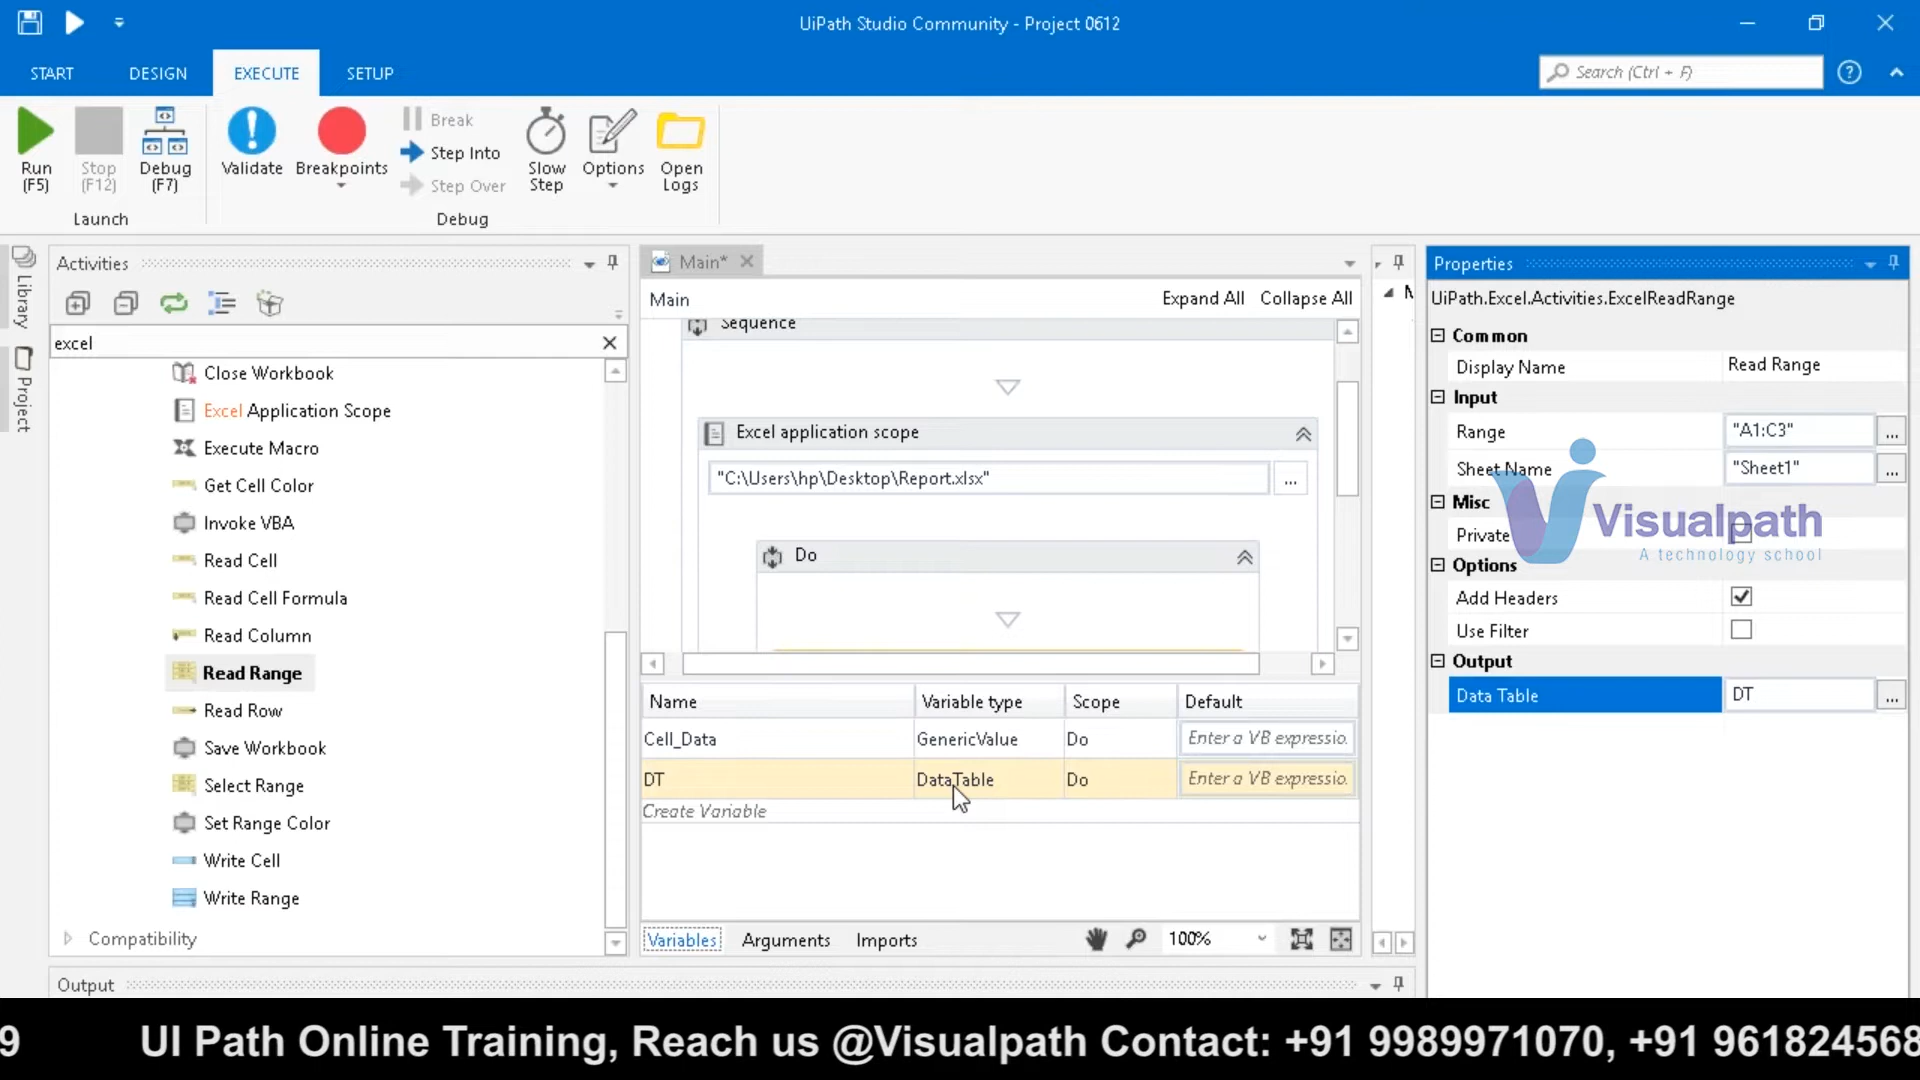 UiPath Studio Community - Project 0612
START DESIGN EXECUTE SETUP
Search (Ctrl + F)
Run (F5)
Stop (F12)
Debug (F7)
Launch
Validate
Breakpoints
Break
Step Into
Step Over
Slow Step
Options
Open Logs
Debug
Library
Project
Activities
excel
Close Workbook
Excel Application Scope
Execute Macro
Get Cell Color
Invoke VBA
Read Cell
Read Cell Formula
Read Column
Read Range
Read Row
Save Workbook
Select Range
Set Range Color
Write Cell
Write Range
Compatibility
Output
Main*
Main Expand All Collapse All
Sequence
Excel application scope
"C:\Users\hp\Desktop\Report.xlsx" ...
Do
Name Variable type Scope Default
Cell_Data GenericValue Do Enter a VB expressio
DT DataTable Do Enter a VB expressio
Create Variable
Variables Arguments Imports 100%
Properties
UiPath.Excel.Activities.ExcelReadRange
Common
Display Name Read Range
Input
Range "A1:C3" ...
Sheet Name "Sheet1" ...
Misc
Private
Visualpath
A technology school
Options
Add Headers
Use Filter
Output
Data Table DT ...
9 UI Path Online Training, Reach us @Visualpath Contact: +91 9989971070, +91 961824568